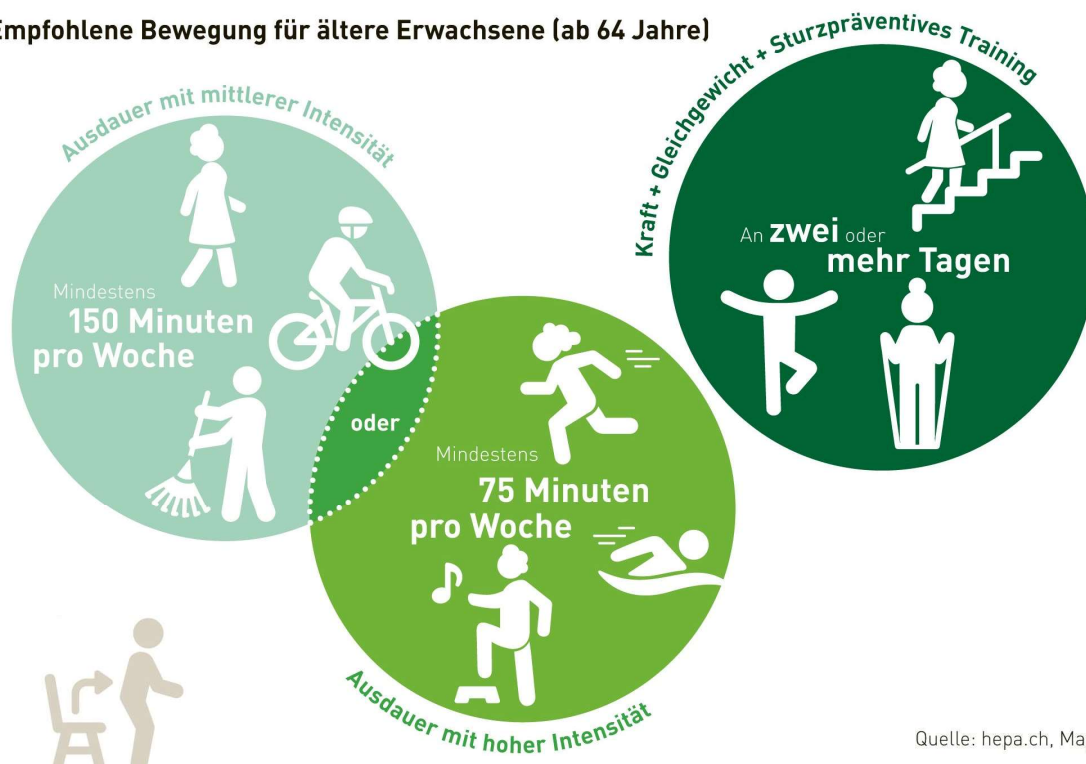 Empfohlene Bewegung für ältere Erwachsene (ab 64 Jahre)
Ausdauer mit mittlerer Intensität
Mindestens
150 Minuten
pro Woche
oder
Mindestens
75 Minuten
pro Woche
Ausdauer mit hoher Intensität
Kraft + Gleichgewicht + Sturzpräventives Training
An zwei oder
mehr Tagen
Quelle: hepa.ch,